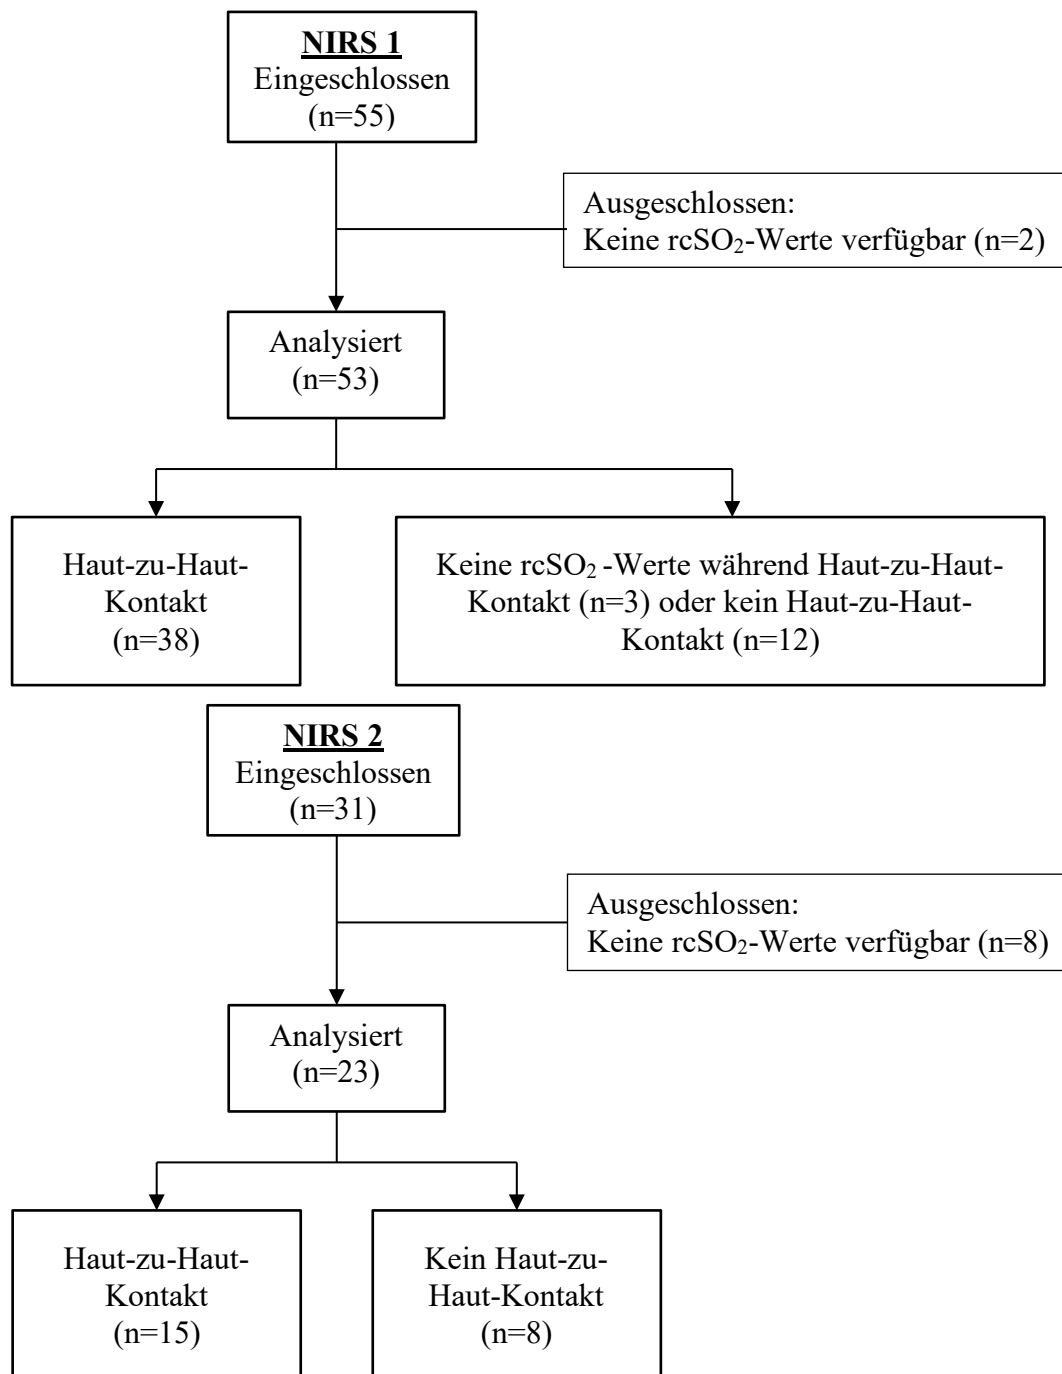 NIRS 1
Eingeschlossen
(n=55)
Ausgeschlossen:
Keine rcSO₂-Werte verfügbar (n=2)
Analysiert
(n=53)
Haut-zu-Haut-
Kontakt
(n=38)
Keine rcSO₂ -Werte während Haut-zu-Haut-
Kontakt (n=3) oder kein Haut-zu-Haut-
Kontakt (n=12)
NIRS 2
Eingeschlossen
(n=31)
Ausgeschlossen:
Keine rcSO₂-Werte verfügbar (n=8)
Analysiert
(n=23)
Haut-zu-Haut-
Kontakt
(n=15)
Kein Haut-zu-
Haut-Kontakt
(n=8)